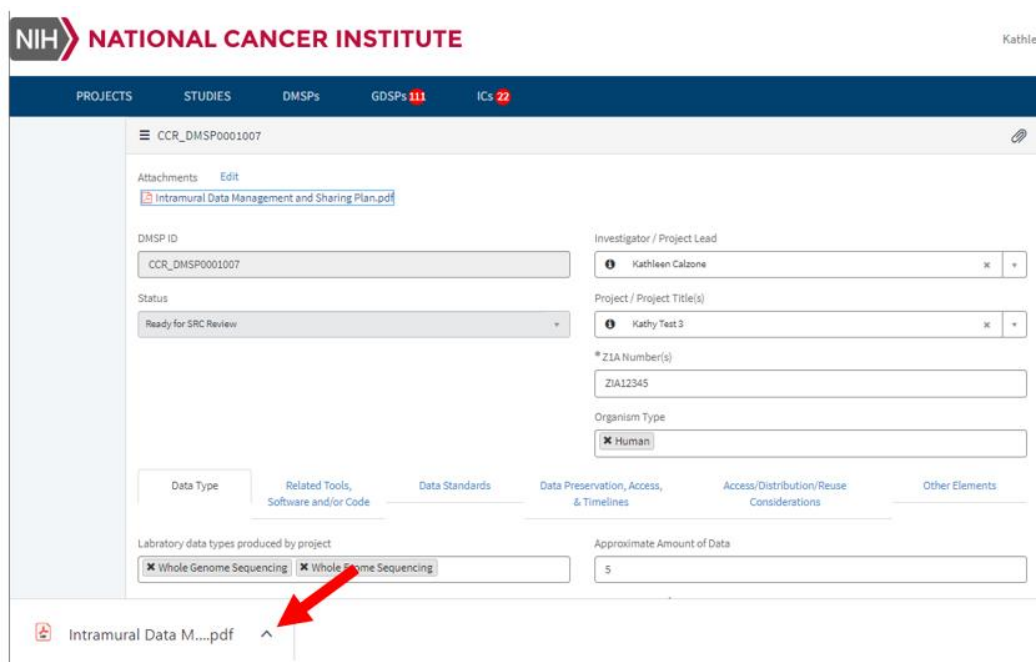 NIH NATIONAL CANCER INSTITUTE
Kathle
PROJECTS STUDIES DMSPs GDSPs 111 ICs 22
CCR_DMSP0001007
Attachments Edit
Intramural Data Management and Sharing Plan.pdf
DMSP ID
CCR_DMSP0001007
Investigator / Project Lead
Kathleen Calzone
Status
Ready for SRC Review
Project / Project Title(s)
Kathy Test 3
*Z1A Number(s)
ZIA12345
Organism Type
Human
Data Type
Related Tools,
Software and/or Code
Data Standards
Data Preservation, Access,
& Timelines
Access/Distribution/Reuse
Considerations
Other Elements
Labratory data types produced by project
Whole Genome Sequencing Whole Exome Sequencing
Approximate Amount of Data
5
Intramural Data M....pdf